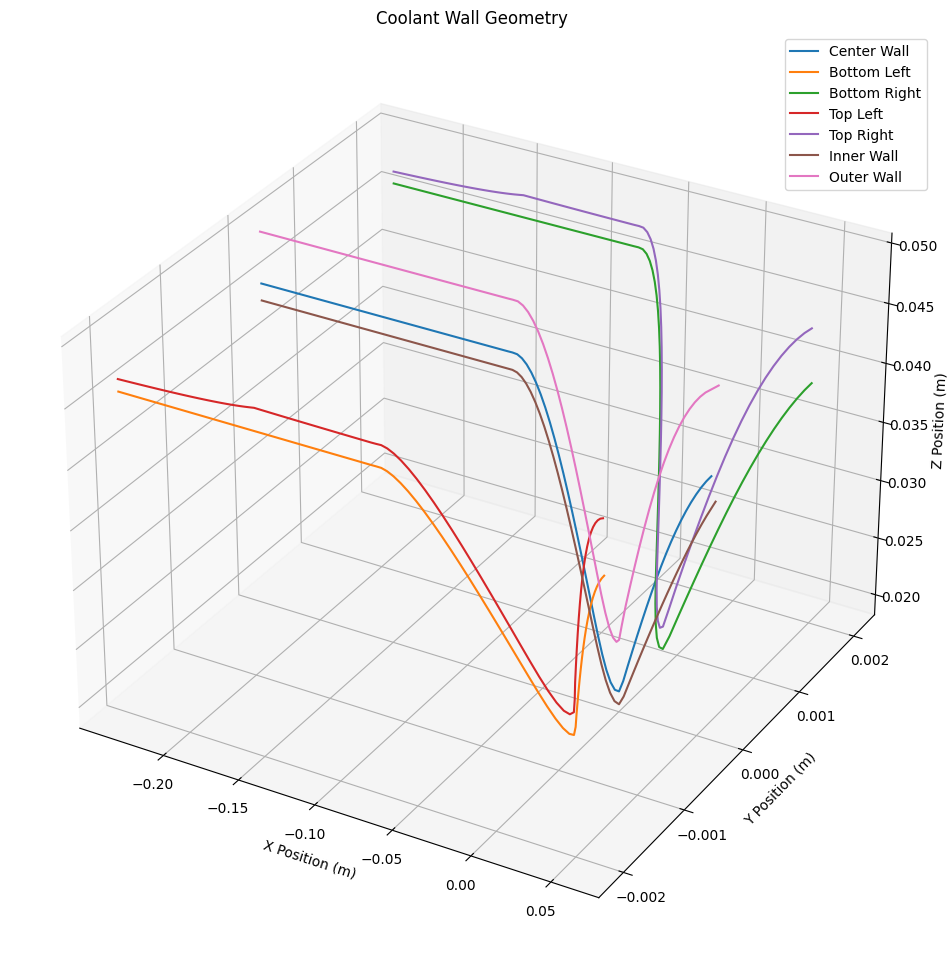 Coolant Wall Geometry
Center Wall
Bottom Left
Bottom Right
Top Left
Top Right
Inner Wall
Outer Wall
0.050
0.045
0.040
0.035
0.030
0.025
0.020
Z Position (m)
0.002
0.001
0.000
−0.001
−0.002
Y Position (m)
−0.20
−0.15
−0.10
−0.05
0.00
0.05
X Position (m)